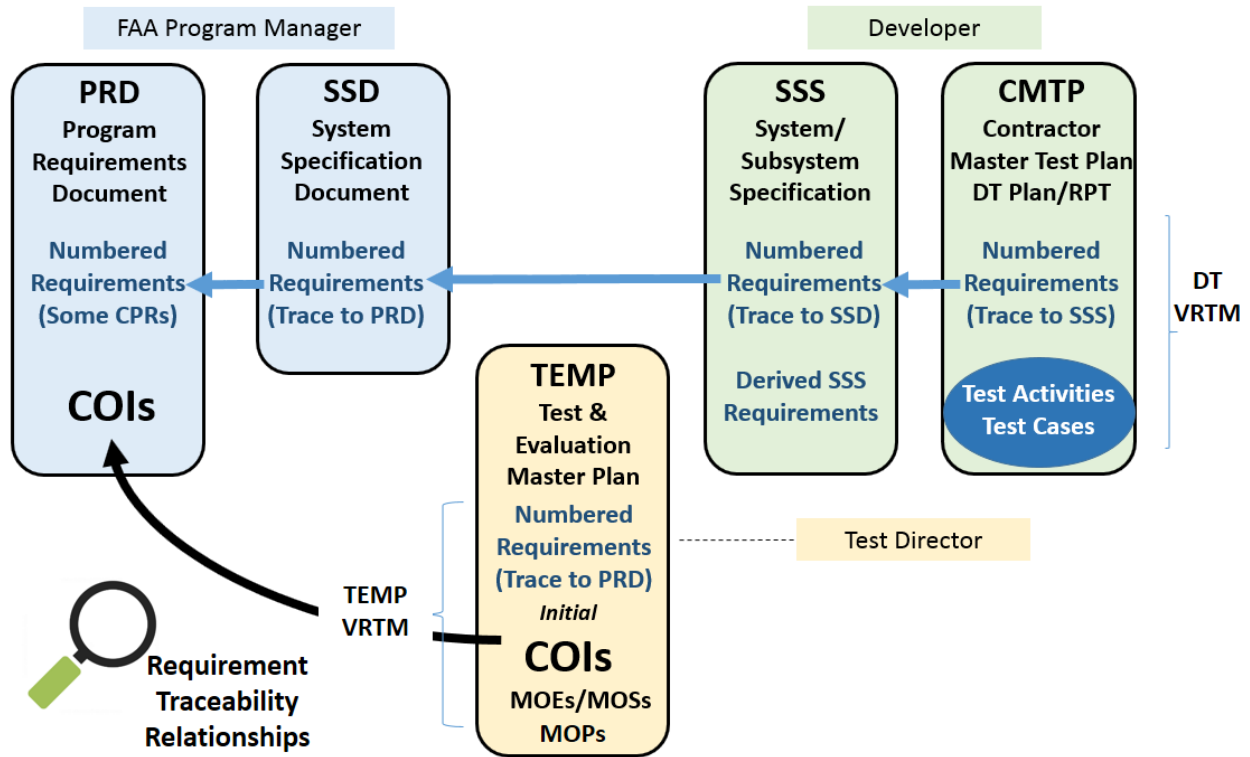 FAA Program Manager
Developer
PRD
Program
Requirements
Document
Numbered
Requirements
(Some CPRs)
COIs
SSD
System
Specification
Document
Numbered
Requirements
(Trace to PRD)
SSS
System/
Subsystem
Specification
Numbered
Requirements
(Trace to SSD)
Derived SSS
Requirements
CMTP
Contractor
Master Test Plan
DT Plan/RPT
Numbered
Requirements
(Trace to SSS)
Test Activities
Test Cases
DT
VRTM
TEMP
Test &
Evaluation
Master Plan
Numbered
Requirements
(Trace to PRD)
Initial
COIs
MOEs/MOSs
MOPs
Test Director
TEMP
VRTM
Requirement
Traceability
Relationships